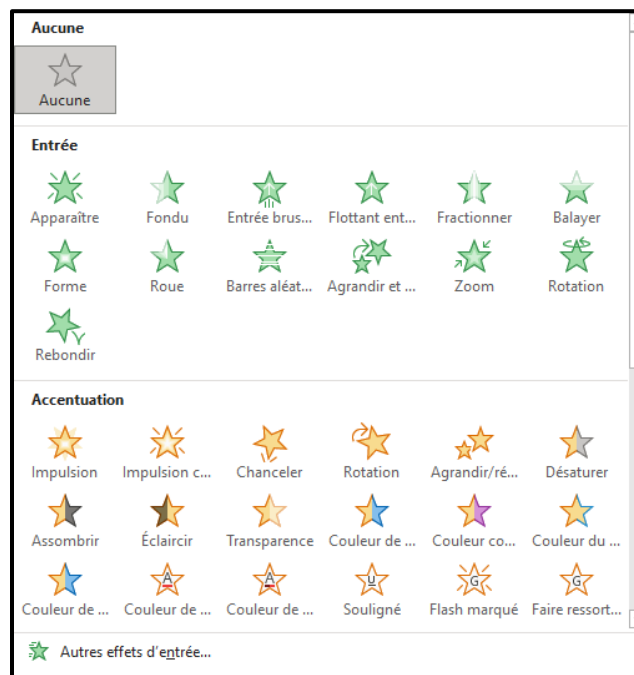 Aucune
Aucune
Entrée
Apparaître Fondu Entrée brus... Flottant ent... Fractionner Balayer
Forme Roue Barres aléat... Agrandir et ... Zoom Rotation
Rebondir
Accentuation
Impulsion Impulsion c... Chanceler Rotation Agrandir/ré... Désaturer
Assombrir Éclaircir Transparence Couleur de ... Couleur co... Couleur du ...
A A U G G
Couleur de ... Couleur de ... Couleur de ... Souligné Flash marqué Faire ressort...
Autres effets d'entrée...